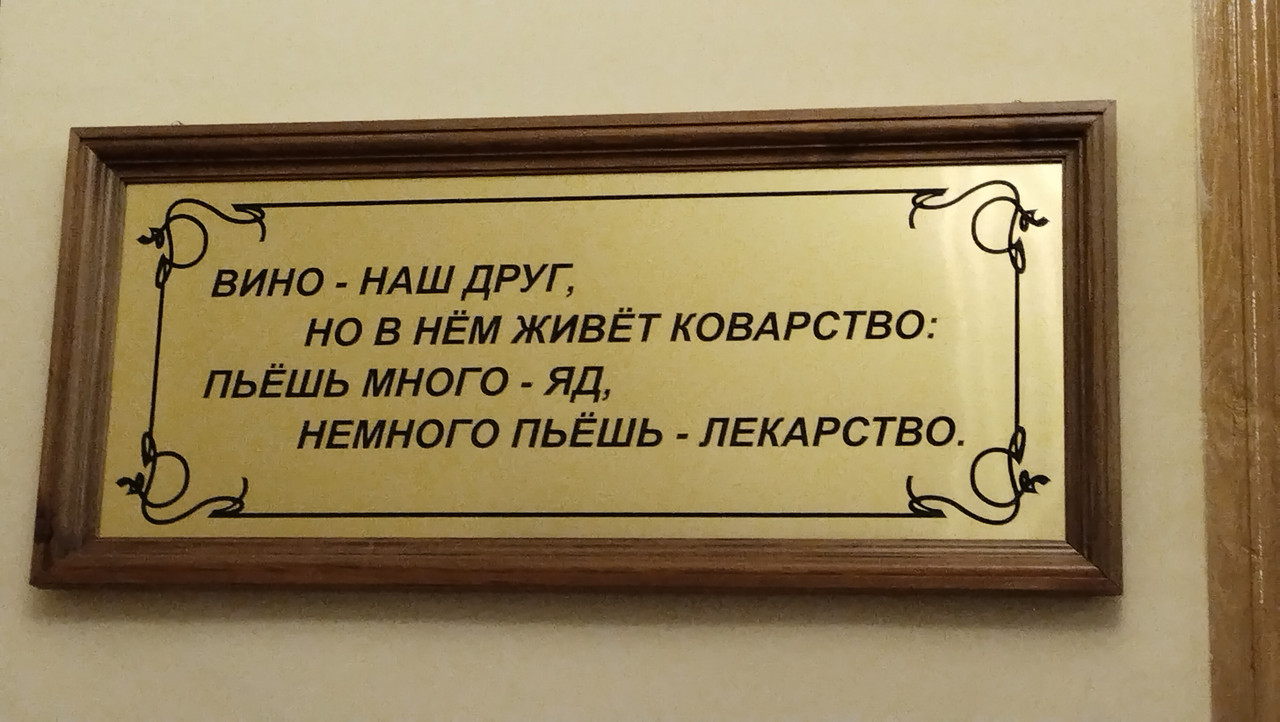 ВИНО - НАШ ДРУГ,
НО В НЁМ ЖИВЁТ КОВАРСТВО:
ПЬЁШЬ МНОГО - ЯД,
НЕМНОГО ПЬЁШЬ - ЛЕКАРСТВО.